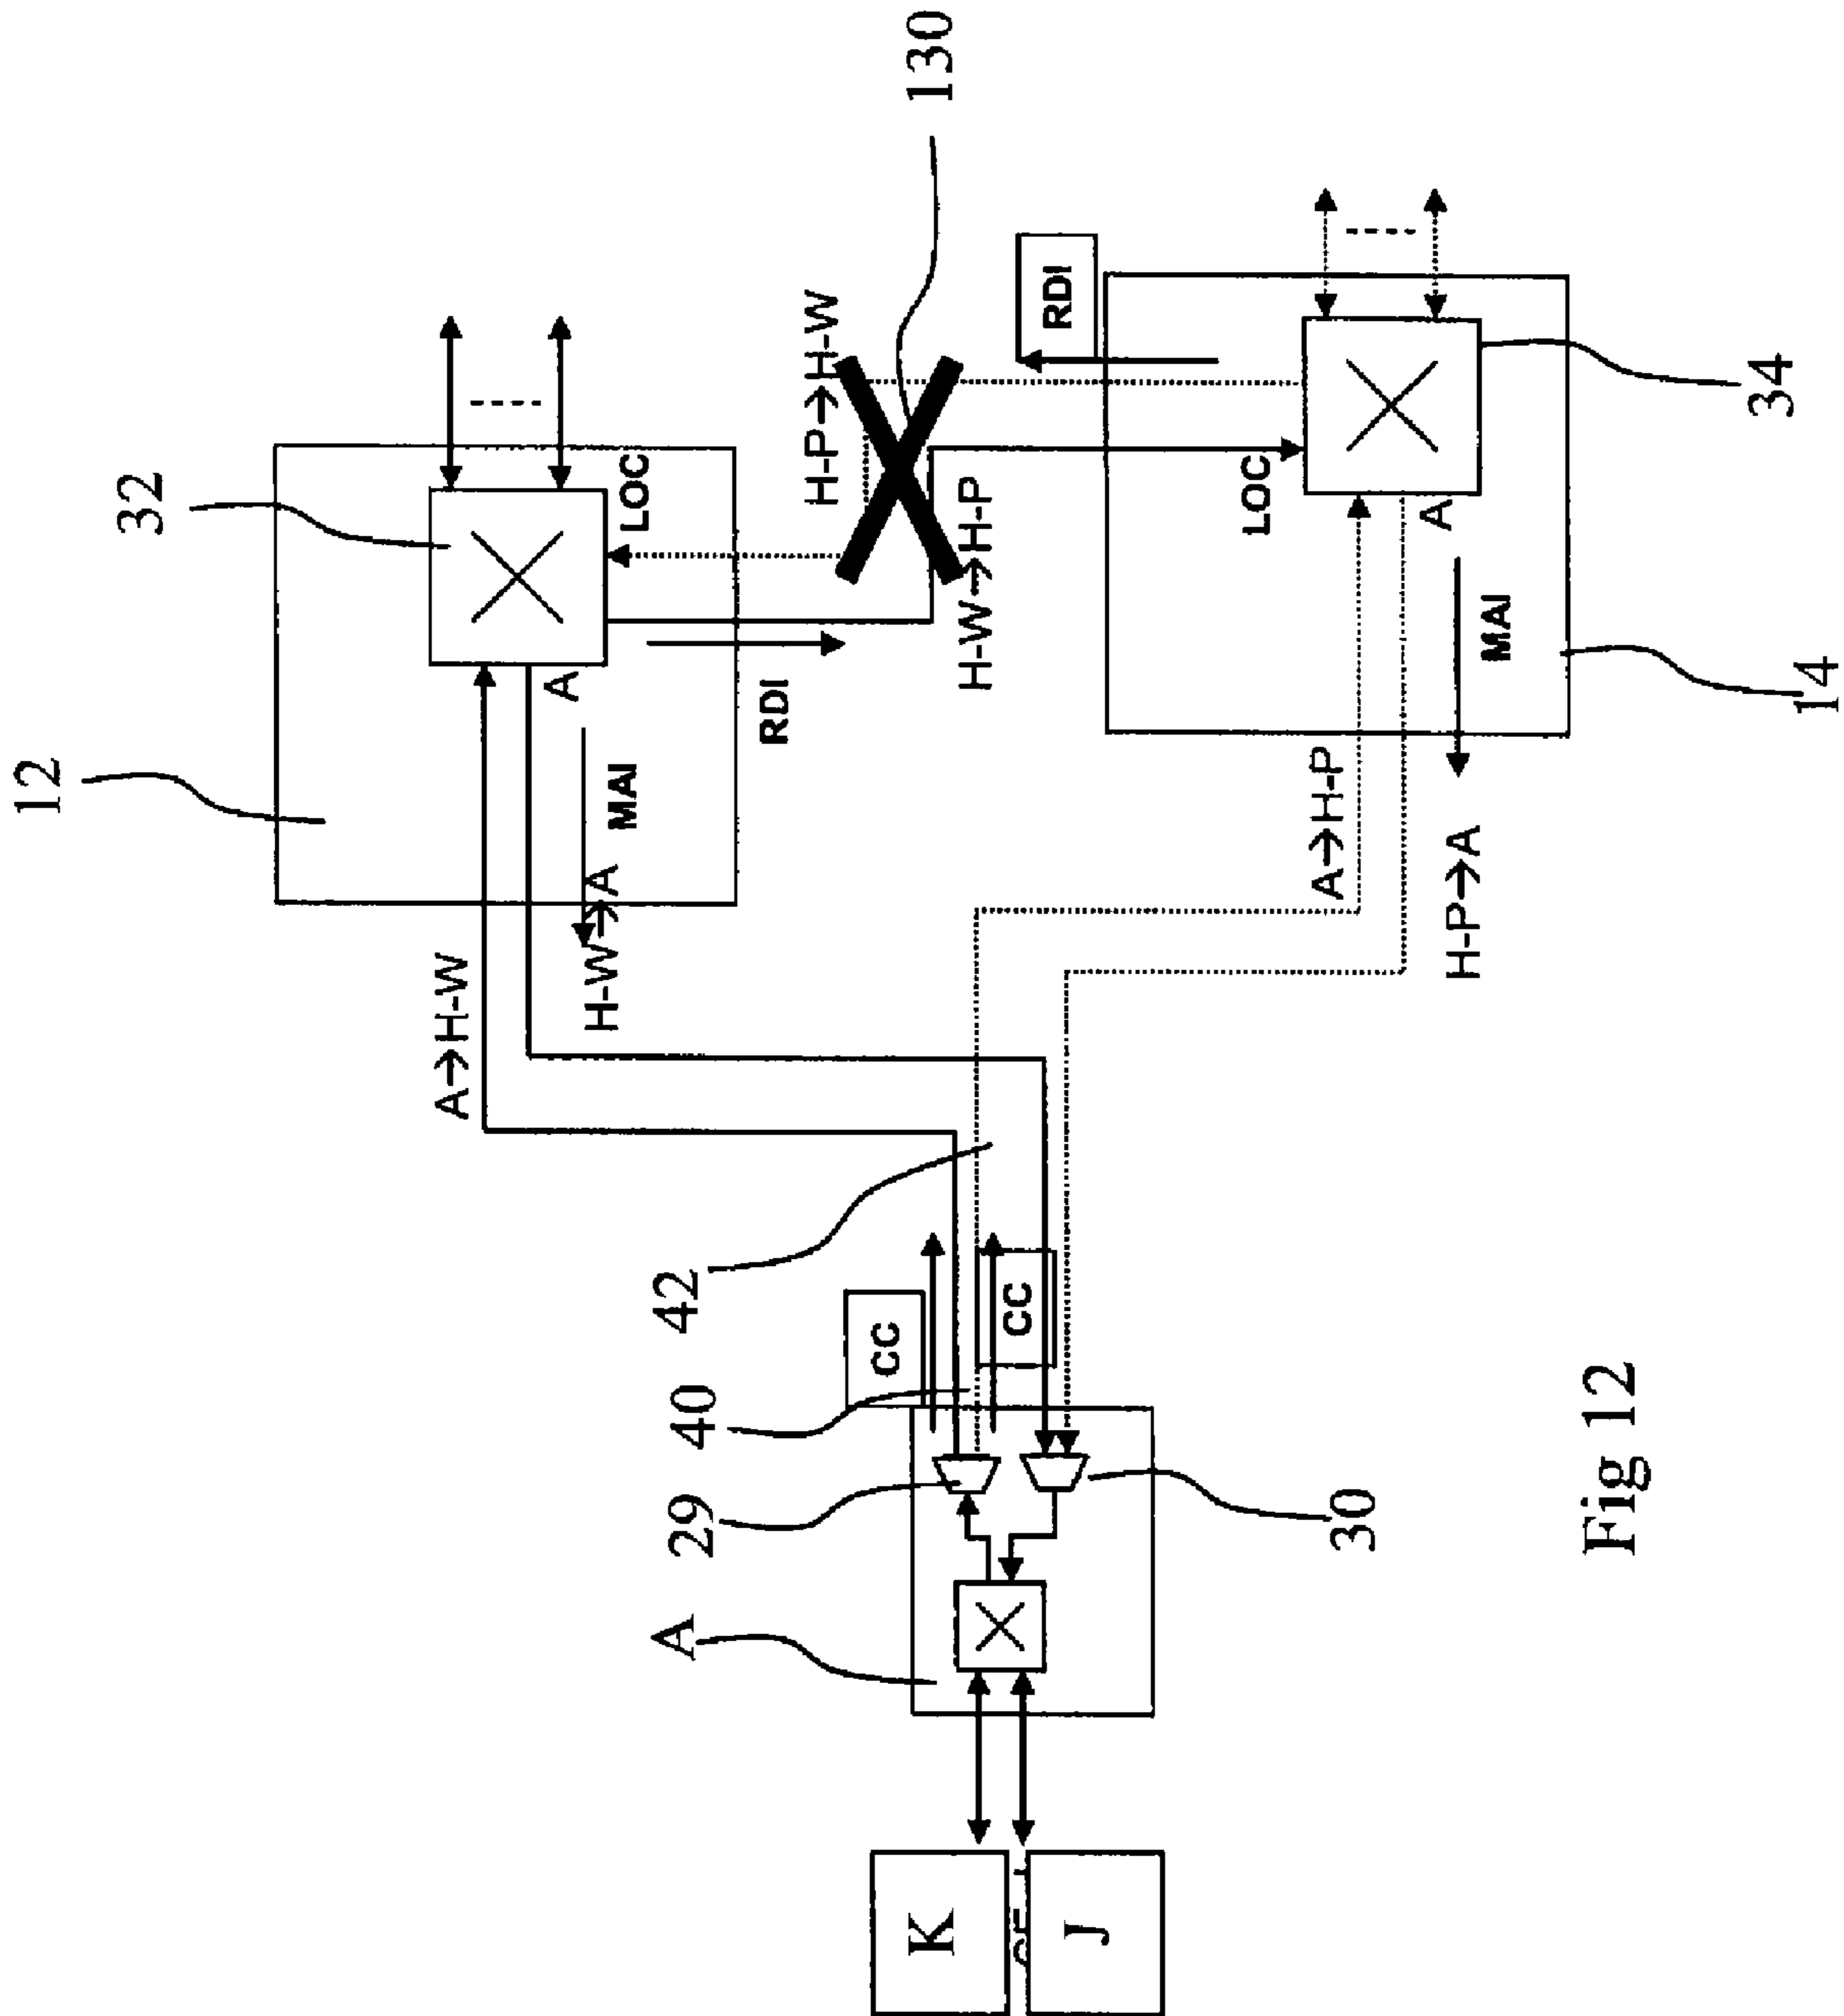 12
32
A→H-W
A
LOC
H-W→A
MAI
A
29
40
42
RDI
H-P→H-W
CC
K
130
H-W→H-P
CC
RDI
J
LOC
A→H-P
30
A
H-P→A
MAI
Fig 12
34
14